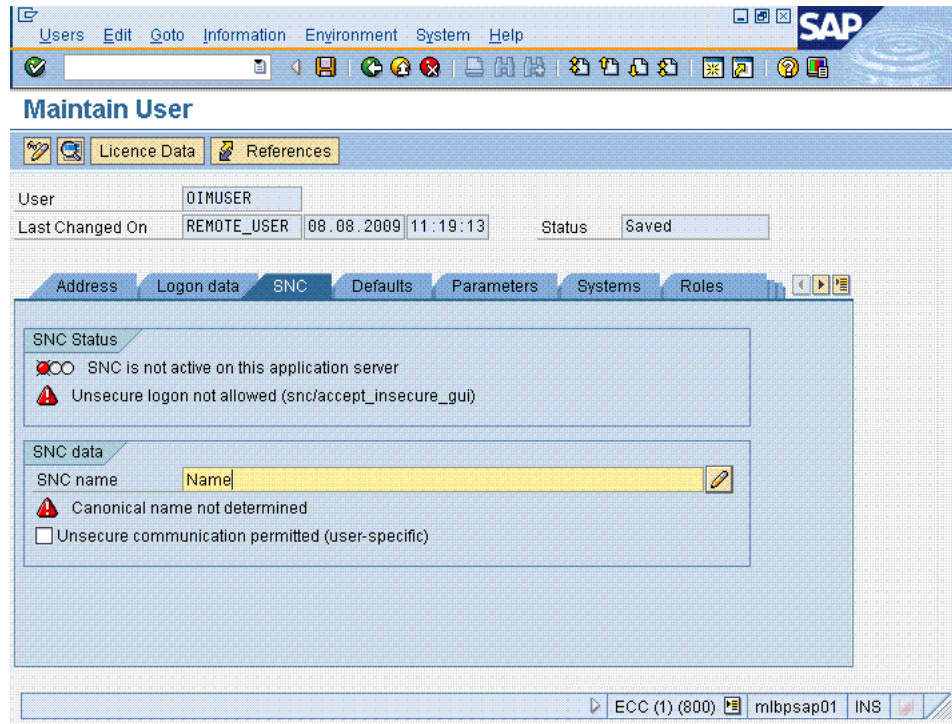 SAP
Users Edit Goto Information Environment System Help
Maintain User
Licence Data References
User OIMUSER
Last Changed On REMOTE_USER 08.08.2009 11:19:13 Status Saved
Address Logon data SNC Defaults Parameters Systems Roles
SNC Status
SNC is not active on this application server
Unsecure logon not allowed (snc/accept_insecure_gui)
SNC data
SNC name Name
Canonical name not determined
Unsecure communication permitted (user-specific)
ECC (1) (800) mlbpsap01 INS